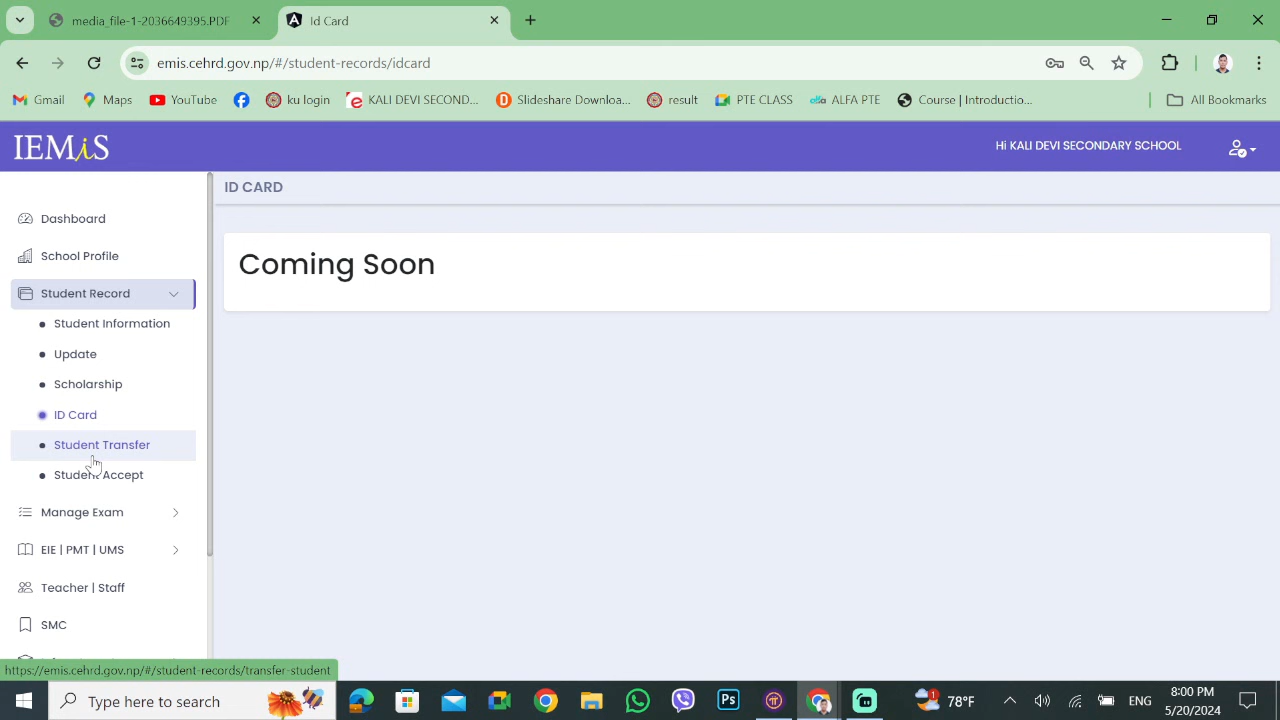 media_file-1-2036649395.PDF
Id Card
emis.cehrd.gov.np/#/student-records/idcard
Gmail
Maps
YouTube
ku login
KALI DEVI SECOND...
Slideshare Downloa...
result
PTE CLASS
alfa
ALFA PTE
Course | Introductio...
All Bookmarks
IEMiS
Hi KALI DEVI SECONDARY SCHOOL
ID CARD
Dashboard
School Profile
Coming Soon
Student Record
Student Information
Update
Scholarship
ID Card
Student Transfer
Student Accept
Manage Exam
EIE | PMT | UMS
Teacher | Staff
SMC
https://emis.cehrd.gov.np/#/student-records/transfer-student
Type here to search
Ps
1
78°F
ENG
8:00 PM
5/20/2024